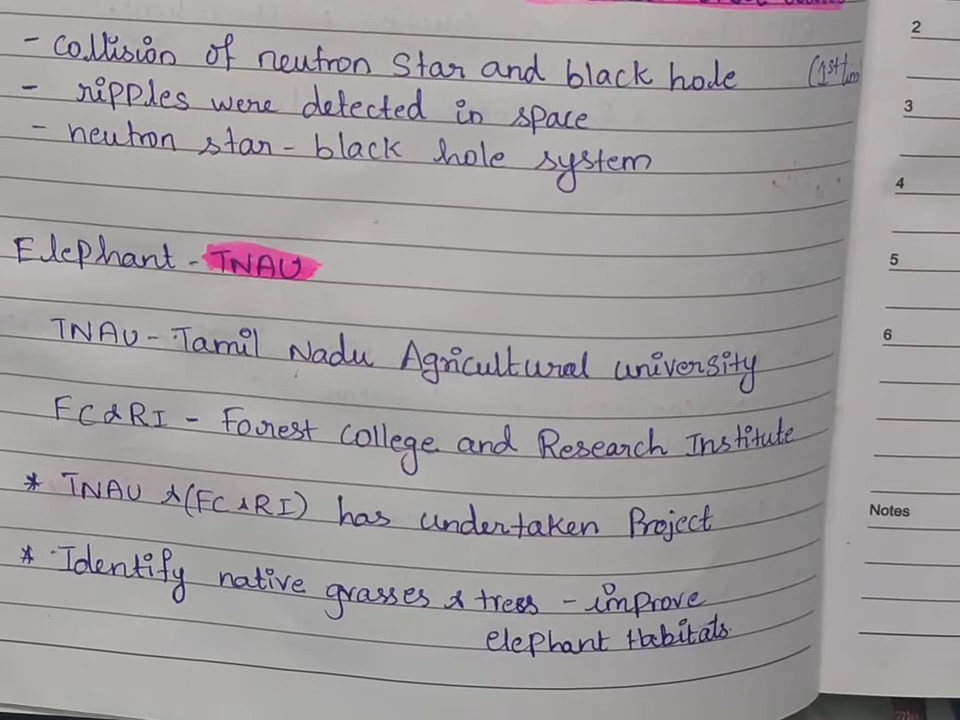 - Collision of neutron Star and black hole (1st time)
- ripples were detected in space
- neutron star - black hole system
Elephant - TNAU
TNAU - Tamil Nadu Agricultural university
FC&RI - Forest College and Research Institute
* TNAU & (FC&RI) has undertaken Project
* Identify native grasses & trees - improve
elephant Habitats.
2
3
4
5
6
Notes